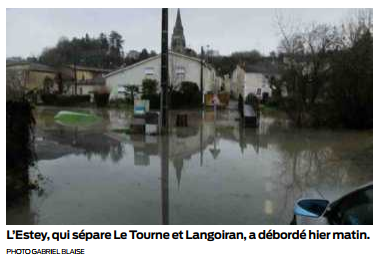 L'Estey, qui sépare Le Tourne et Langoiran, a débordé hier matin.
PHOTO GABRIEL BLAISE